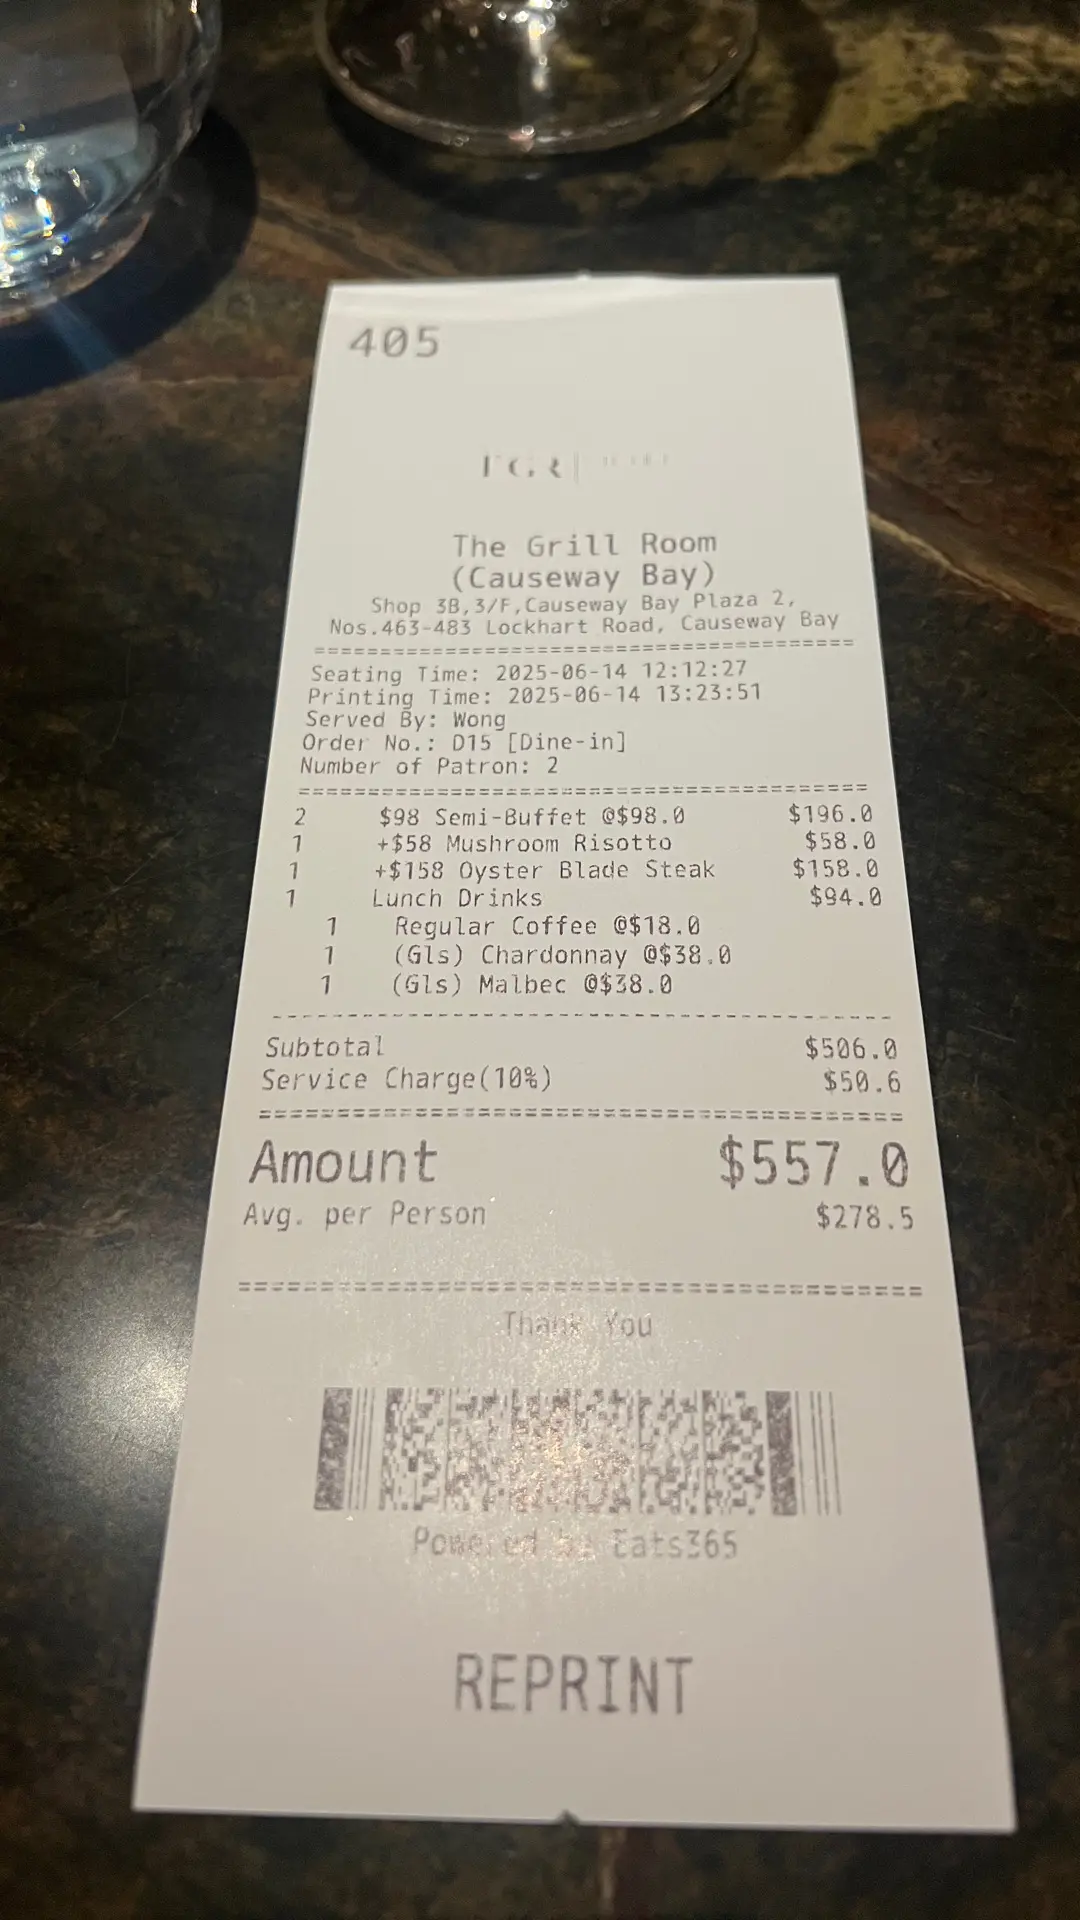 405
The Grill Room
(Causeway Bay)
Shop 3B,3/F,Causeway Bay Plaza 2,
Nos.463-483 Lockhart Road, Causeway Bay
Seating Time: 2025-06-14 12:12:27
Printing Time: 2025-06-14 13:23:51
Served By: Wong
Order No.: D15 [Dine-in]
Number of Patron: 2
2 $98 Semi-Buffet @$98.0 $196.0
1 +$58 Mushroom Risotto $58.0
1 +$158 Oyster Blade Steak $158.0
1 Lunch Drinks $94.0
1 Regular Coffee @$18.0
1 (Gls) Chardonnay @$38.0
1 (Gls) Malbec @$38.0
Subtotal $506.0
Service Charge(10%) $50.6
Amount $557.0
Avg. per Person $278.5
Thank You
Powered by Eats365
REPRINT